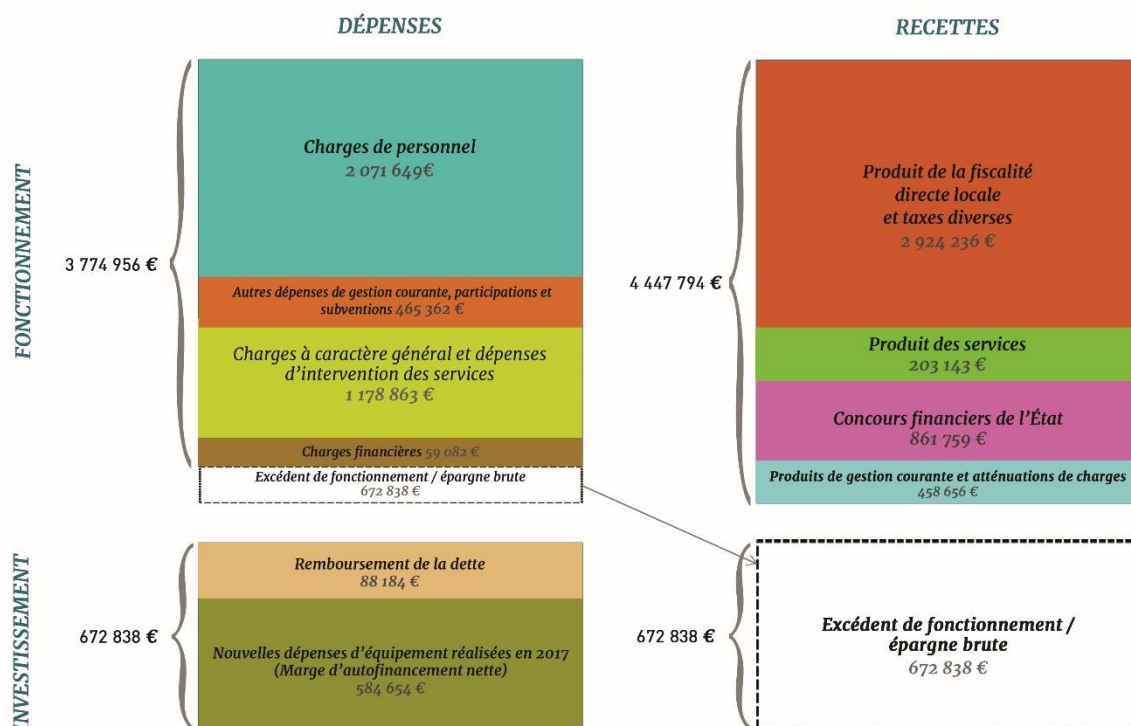 DÉPENSES
RECETTES
FONCTIONNEMENT
3 774 956 €
Charges de personnel
2 071 649€
Autres dépenses de gestion courante, participations et
subventions 465 362 €
Charges à caractère général et dépenses
d'intervention des services
1 178 863 €
Charges financières 59 082 €
Excédent de fonctionnement / épargne brute
672 838 €
4 447 794 €
Produit de la fiscalité
directe locale
et taxes diverses
2 924 236 €
Produit des services
203 143 €
Concours financiers de l'État
861 759 €
Produits de gestion courante et atténuations de charges
458 656 €
INVESTISSEMENT
672 838 €
Remboursement de la dette
88 184 €
Nouvelles dépenses d'équipement réalisées en 2017
(Marge d'autofinancement nette)
584 654 €
672 838 €
Excédent de fonctionnement /
épargne brute
672 838 €